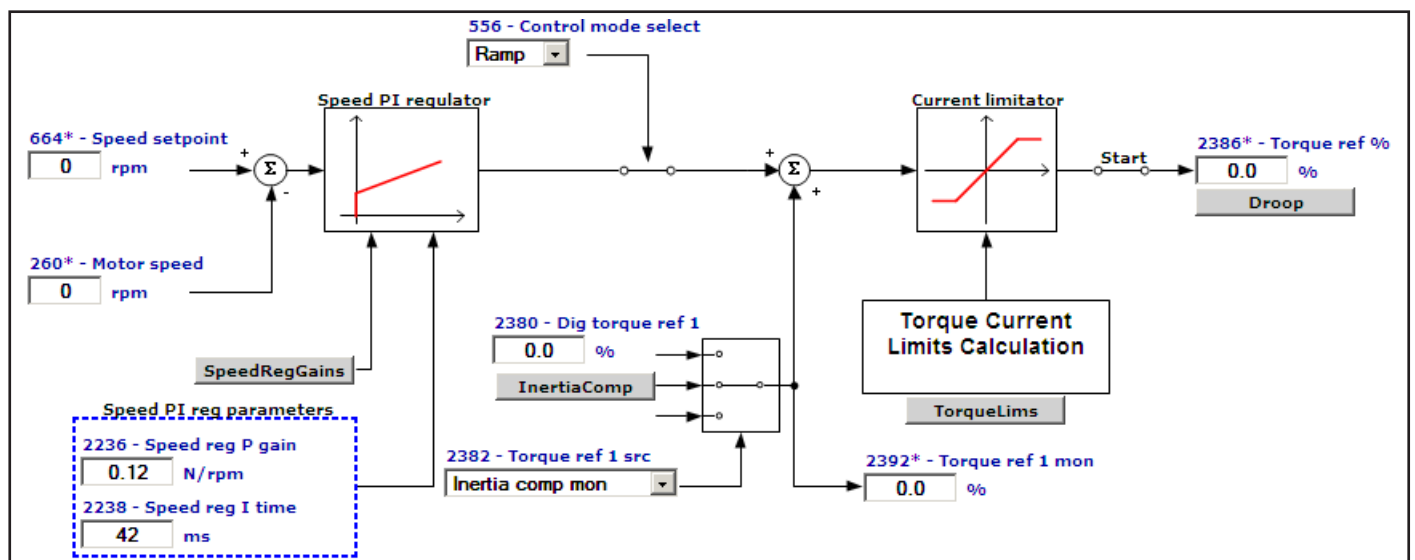 556 - Control mode select
Ramp
Speed PI regulator
Current limitator
664* - Speed setpoint
0 rpm
+
Σ
-
+
Σ
+
Start
2386* - Torque ref %
0.0 %
Droop
260* - Motor speed
0 rpm
SpeedRegGains
2380 - Dig torque ref 1
0.0 %
InertiaComp
Torque Current
Limits Calculation
TorqueLims
Speed PI reg parameters
2236 - Speed reg P gain
0.12 N/rpm
2238 - Speed reg I time
42 ms
2382 - Torque ref 1 src
Inertia comp mon
2392* - Torque ref 1 mon
0.0 %